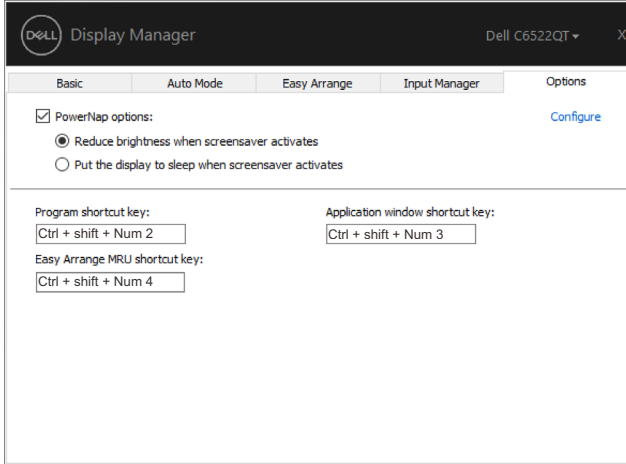 DELL Display Manager Dell C6522QT X
Basic Auto Mode Easy Arrange Input Manager Options
PowerNap options: Configure
Reduce brightness when screensaver activates
Put the display to sleep when screensaver activates
Program shortcut key: Application window shortcut key:
Ctrl + shift + Num 2 Ctrl + shift + Num 3
Easy Arrange MRU shortcut key:
Ctrl + shift + Num 4